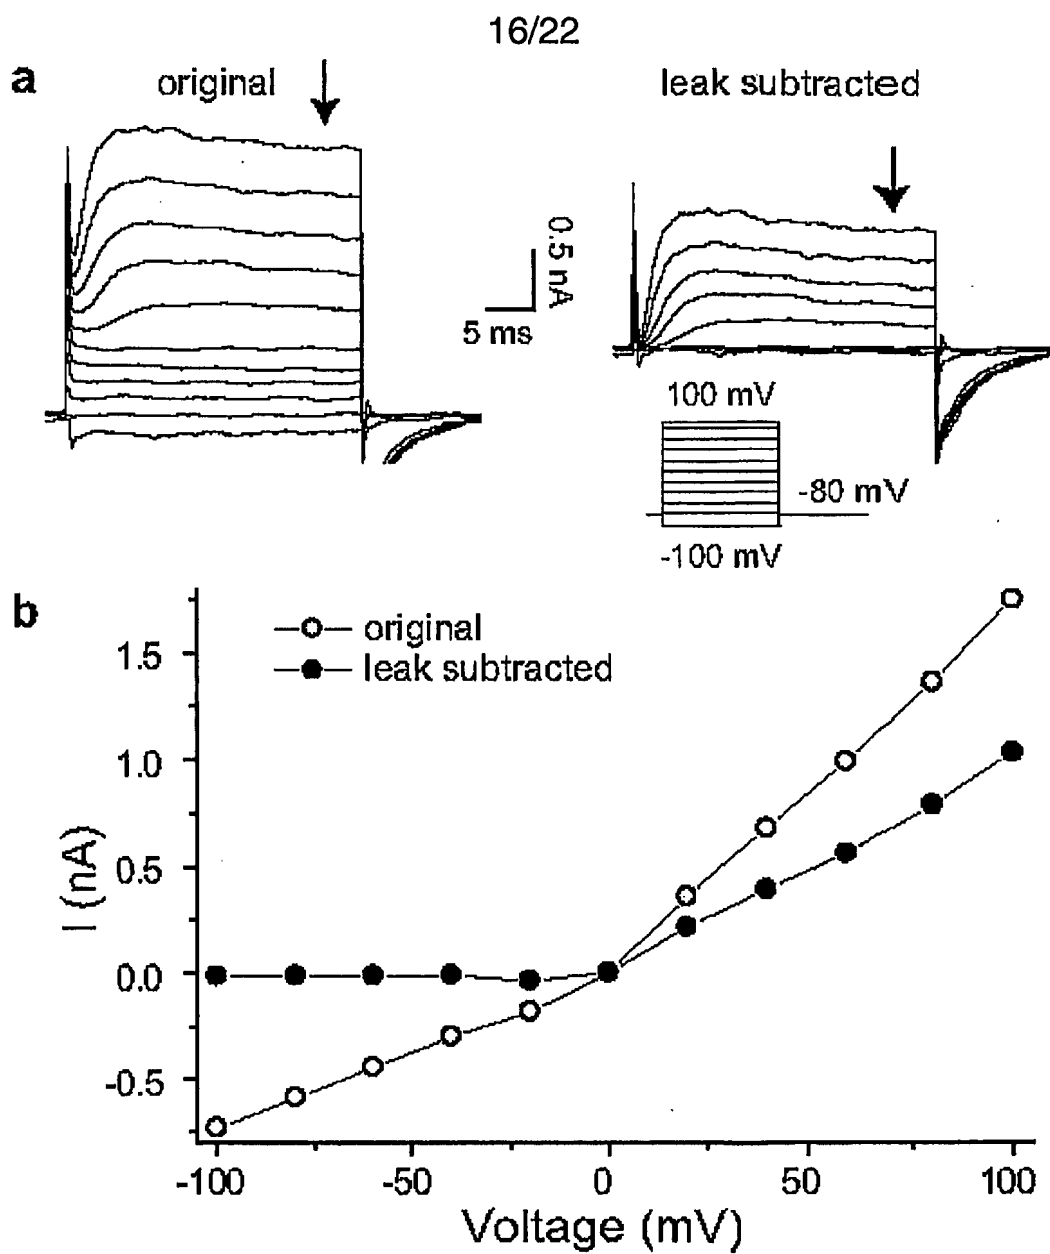 16/22
a
original
leak subtracted
0.5 nA
5 ms
100 mV
-80 mV
-100 mV
b
original
leak subtracted
1.5
1.0
0.5
0.0
-0.5
I (nA)
-100 -50 0 50 100
Voltage (mV)